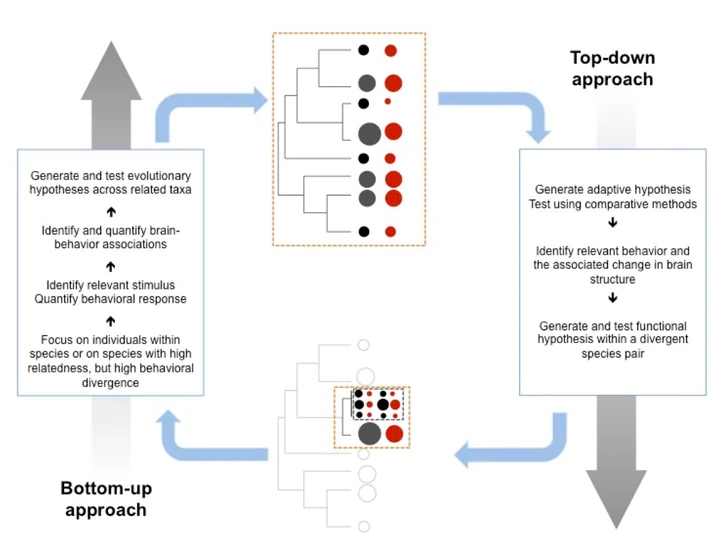 Top-down
approach
Generate and test evolutionary
hypotheses across related taxa
Identify and quantify brain-
behavior associations
Identify relevant stimulus
Quantify behavioral response
Focus on individuals within
species or on species with high
relatedness, but high behavioral
divergence
Generate adaptive hypothesis
Test using comparative methods
Identify relevant behavior and
the associated change in brain
structure
Generate and test functional
hypothesis within a divergent
species pair
Bottom-up
approach